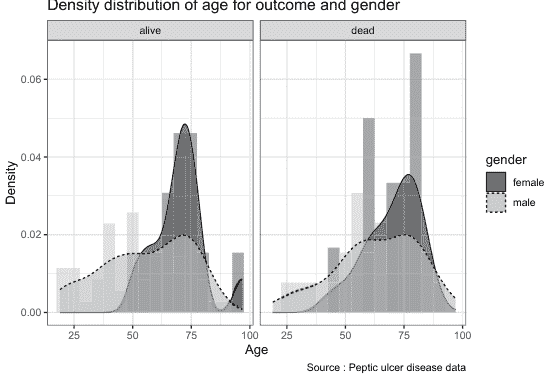 Density distribution of age for outcome and gender
alive
dead
0.06
0.04
0.02
0.00
Density
25 50 75 100
25 50 75 100
Age
gender
female
male
Source : Peptic ulcer disease data